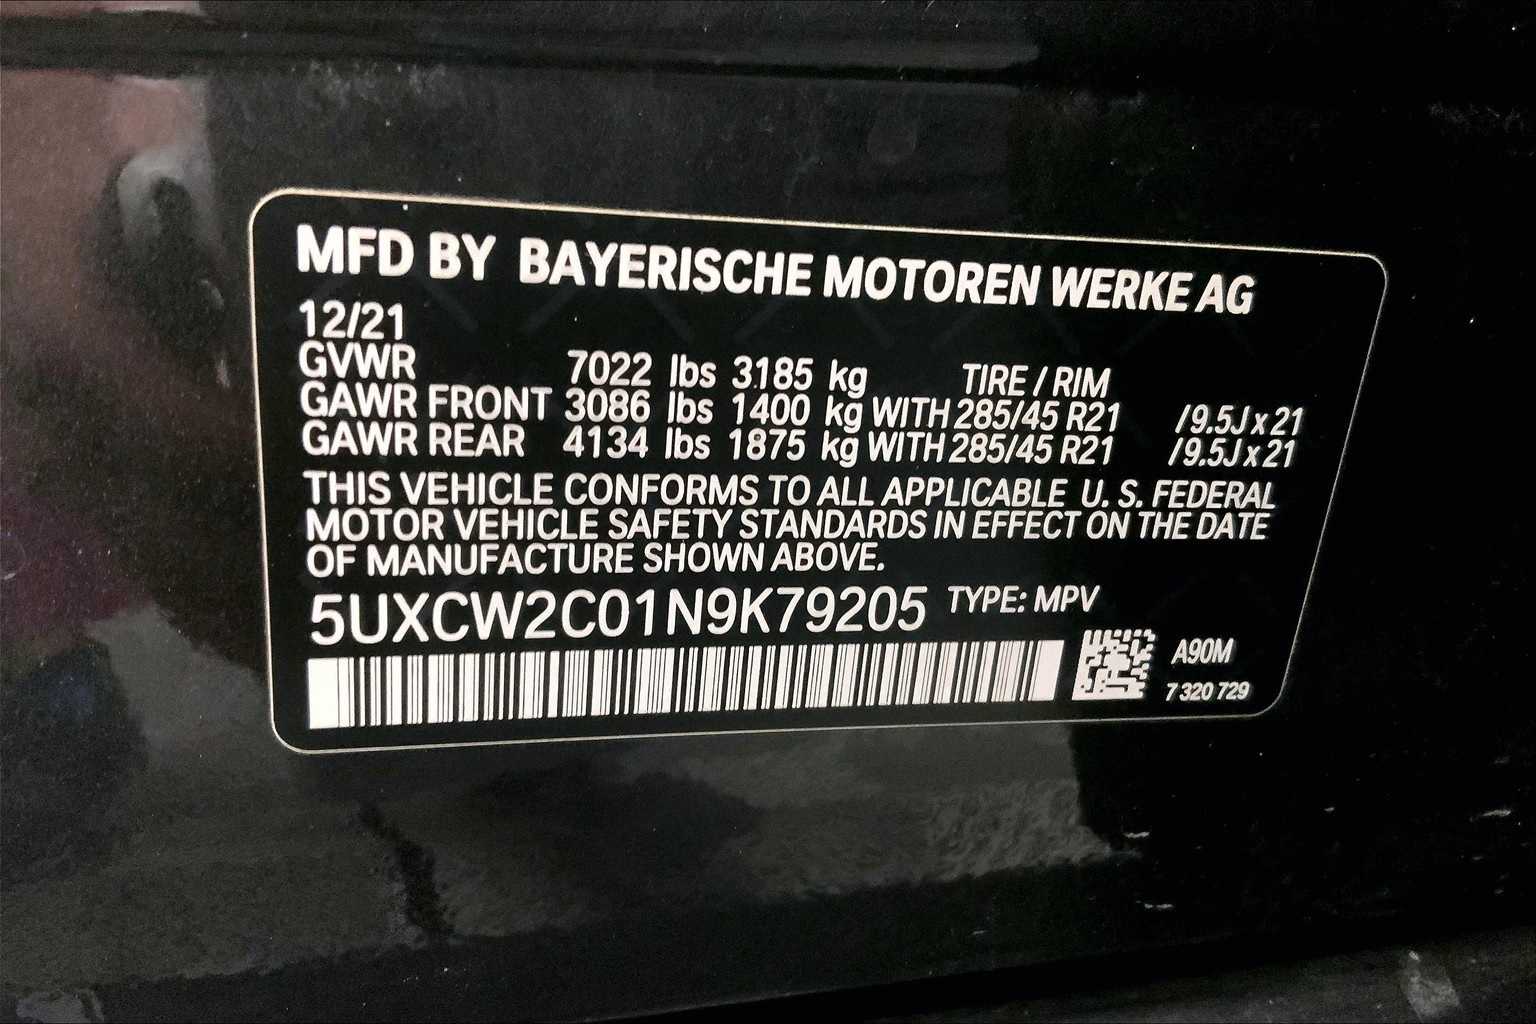 MFD BY BAYERISCHE MOTOREN WERKE AG
12/21
GVWR 7022 lbs 3185 kg TIRE / RIM
GAWR FRONT 3086 lbs 1400 kg WITH 285/45 R21 /9.5J x 21
GAWR REAR 4134 lbs 1875 kg WITH 285/45 R21 /9.5J x 21
THIS VEHICLE CONFORMS TO ALL APPLICABLE U. S. FEDERAL
MOTOR VEHICLE SAFETY STANDARDS IN EFFECT ON THE DATE
OF MANUFACTURE SHOWN ABOVE.
5UXCW2C01N9K79205 TYPE: MPV
A90M
7 320 729